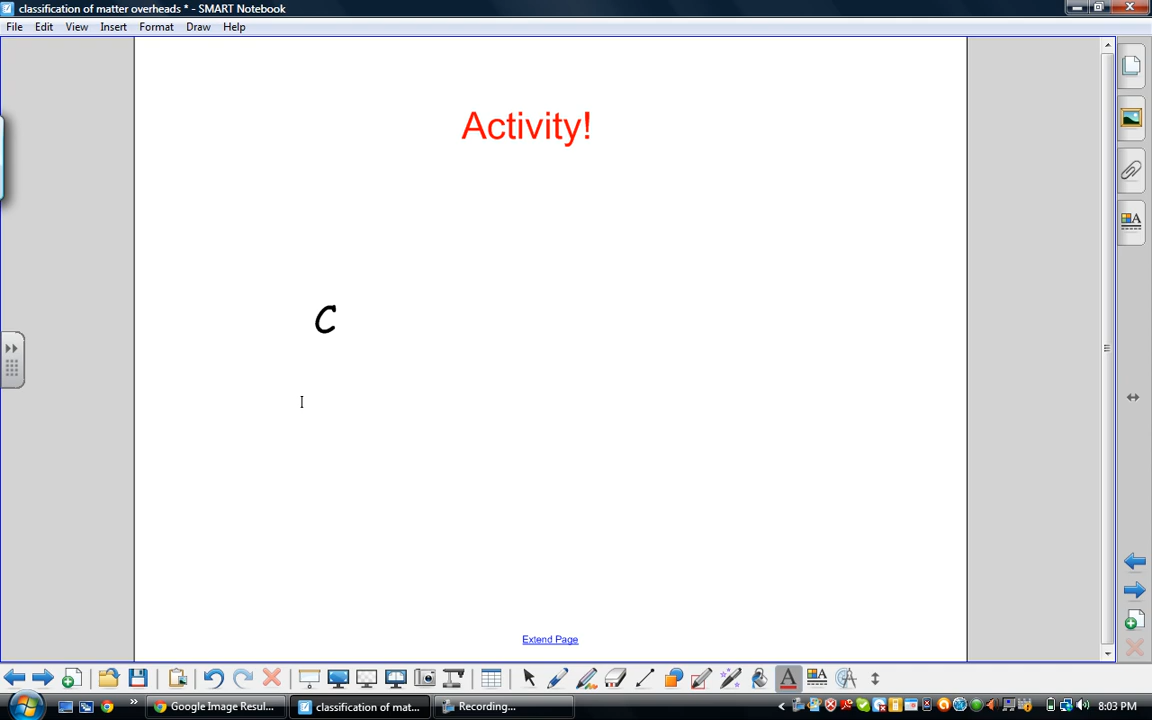 classification of matter overheads * - SMART Notebook
File Edit View Insert Format Draw Help
Activity!
C
Extend Page
Google Image Resul...
classification of mat...
Recording...
8:03 PM